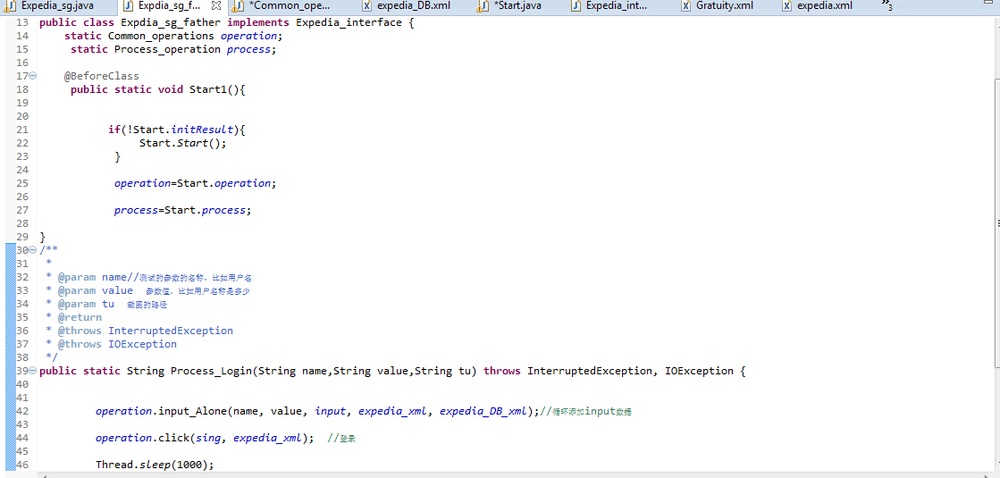 Expedia_sg.java Expdia_sg_f... *Common_ope... expedia_DB.xml *Start.java Expedia_int... Gratuity.xml expedia.xml »3
13 public class Expdia_sg_father implements Expedia_interface {
14 static Common_operations operation;
15 static Process_operation process;
16
17 @BeforeClass
18 public static void Start1(){
19
20
21 if(!Start.initResult){
22 Start.Start();
23 }
24
25 operation=Start.operation;
26
27 process=Start.process;
28
29 }
30 /**
31 *
32 * @param name//测试的参数的名称，比如用户名
33 * @param value 参数值，比如用户名称是多少
34 * @param tu 截图的路径
35 * @return
36 * @throws InterruptedException
37 * @throws IOException
38 */
39 public static String Process_Login(String name,String value,String tu) throws InterruptedException, IOException {
40
41
42 operation.input_Alone(name, value, input, expedia_xml, expedia_DB_xml);//循环添加input数据
43
44 operation.click(sing, expedia_xml); //登录
45
46 Thread.sleep(1000);